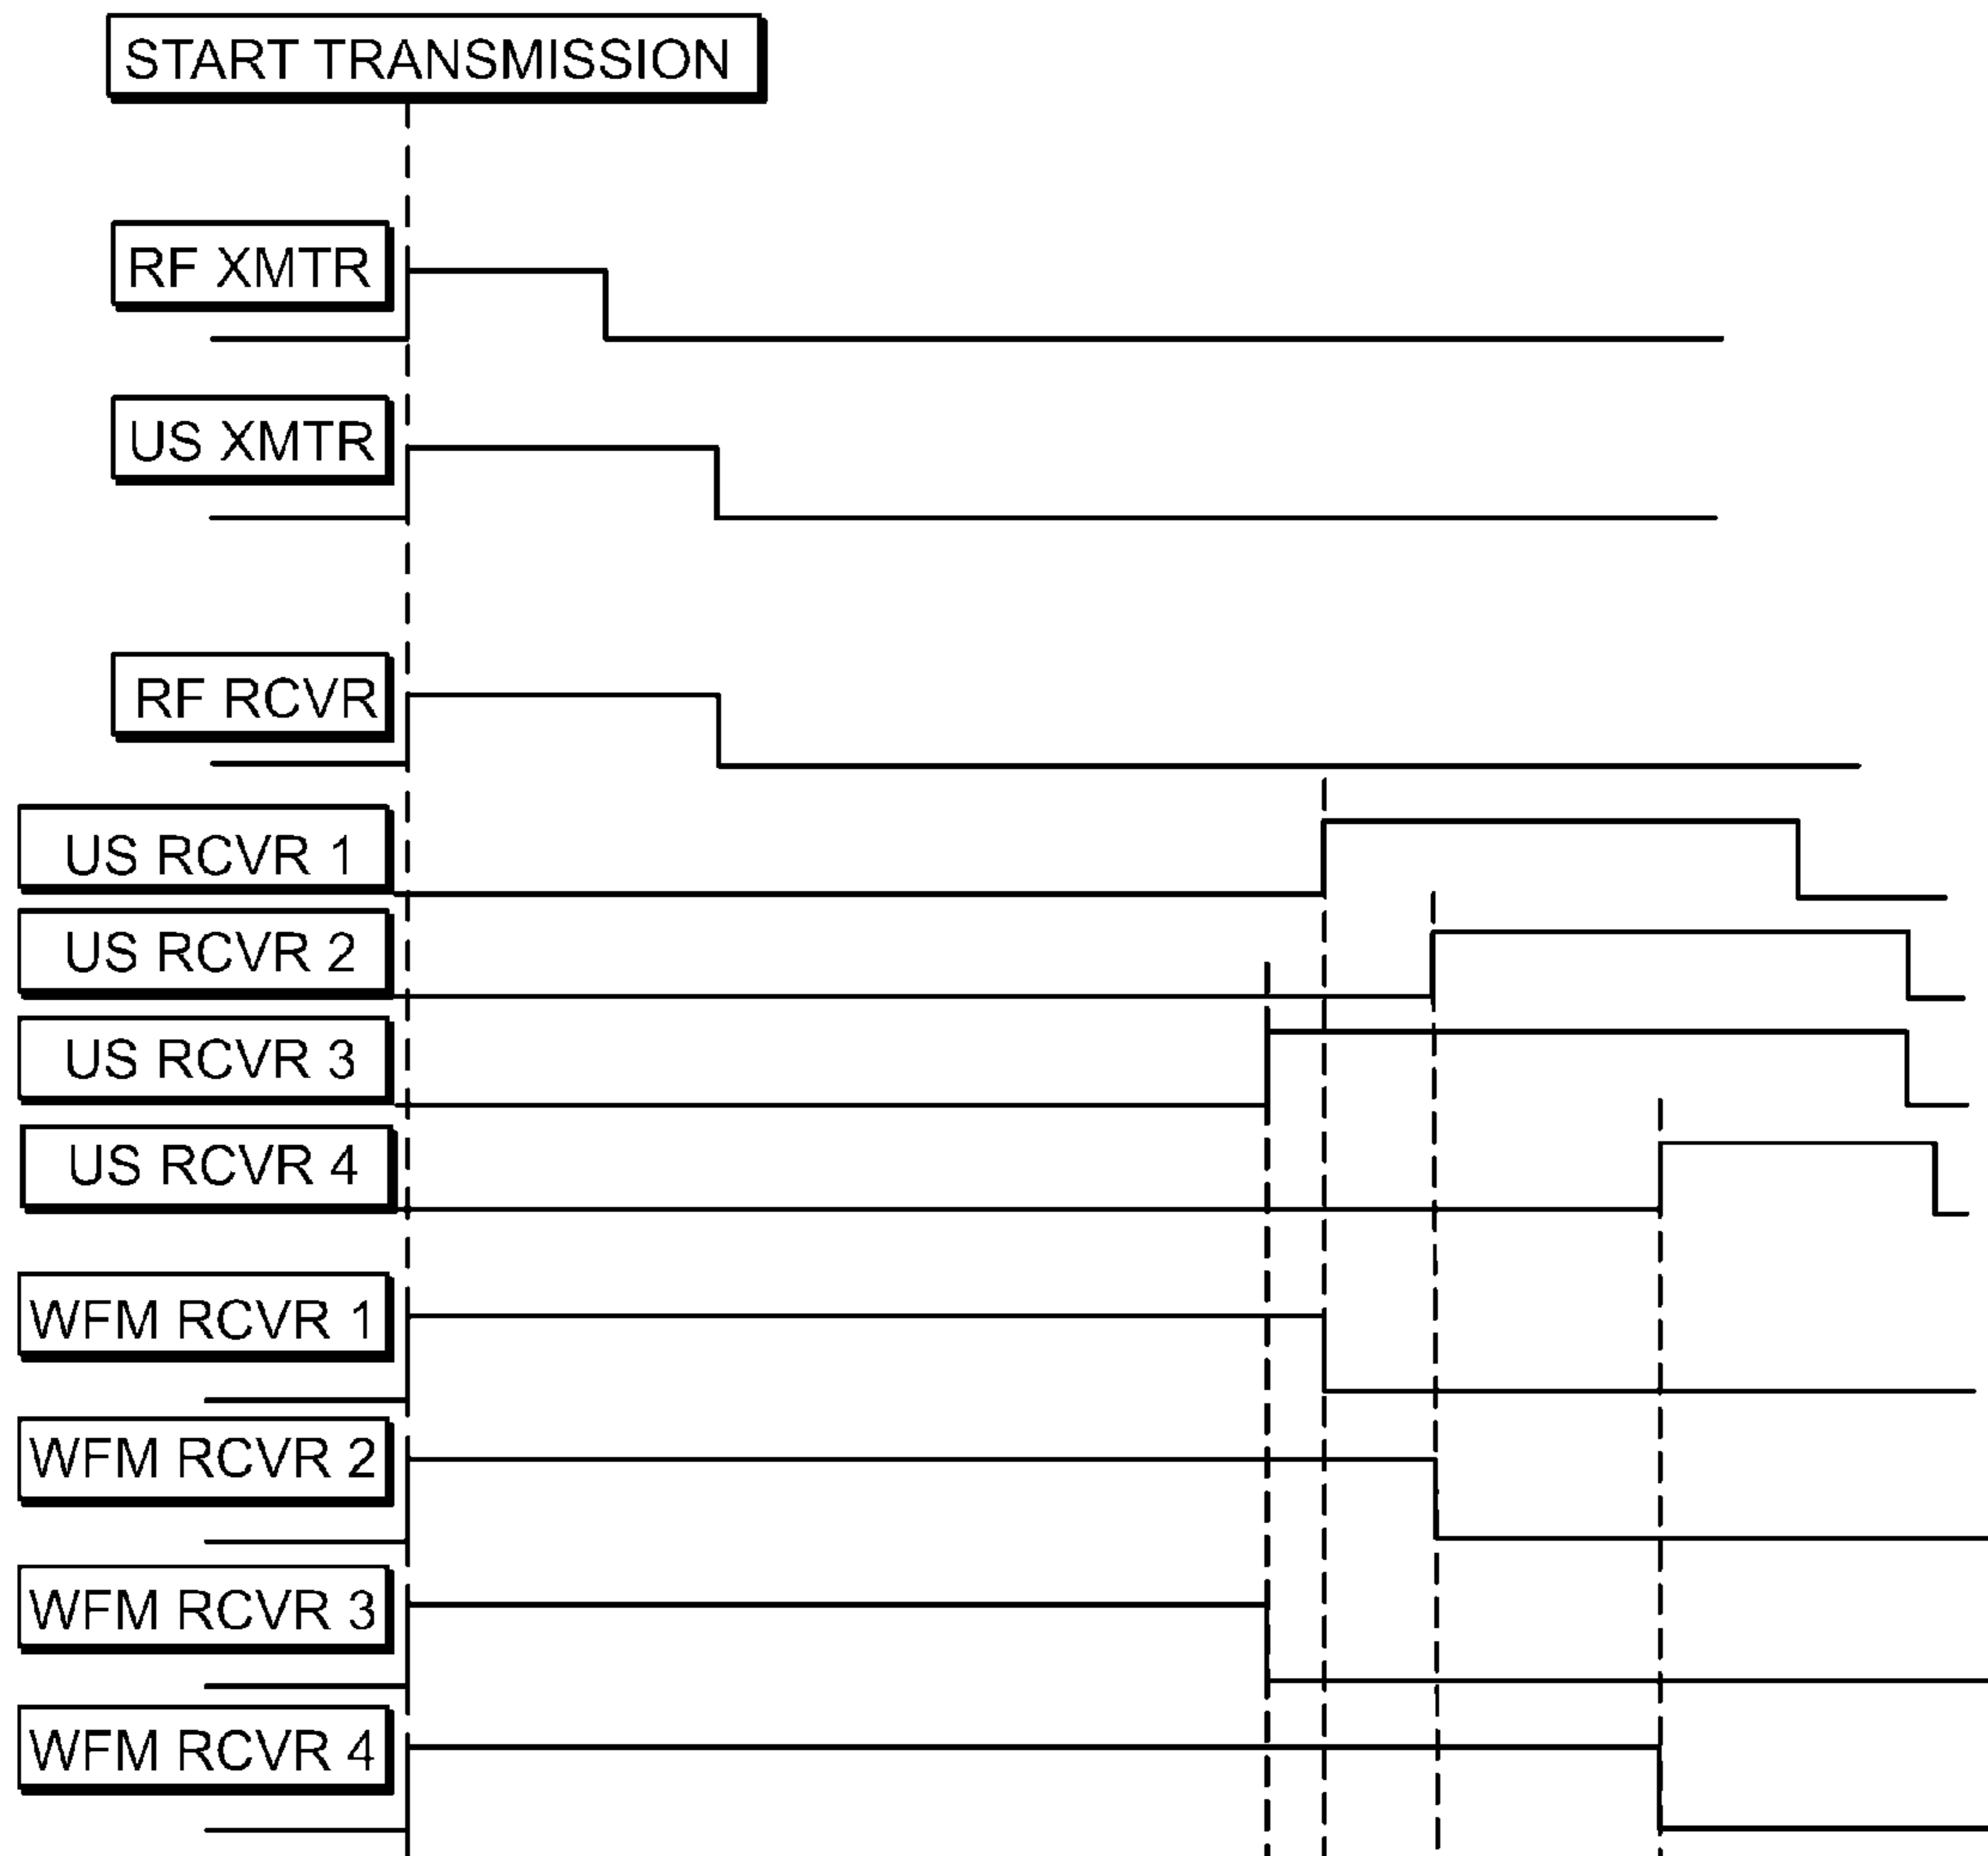 START TRANSMISSION
RF XMTR
US XMTR
RF RCVR
US RCVR 1
US RCVR 2
US RCVR 3
US RCVR 4
WFM RCVR 1
WFM RCVR 2
WFM RCVR 3
WFM RCVR 4